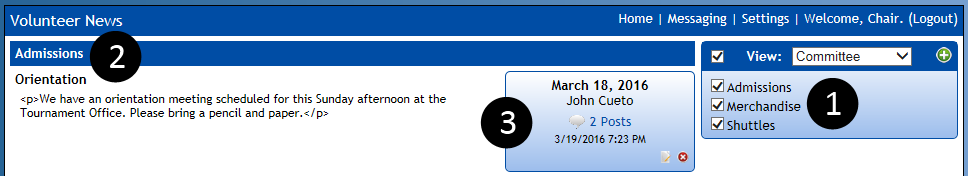 Volunteer News
Home | Messaging | Settings | Welcome, Chair. (Logout)
Admissions
2
Orientation
<p>We have an orientation meeting scheduled for this Sunday afternoon at the
Tournament Office. Please bring a pencil and paper.</p>
3
March 18, 2016
John Cueto
2 Posts
3/19/2016 7:23 PM
View: Committee
Admissions
Merchandise
Shuttles
1